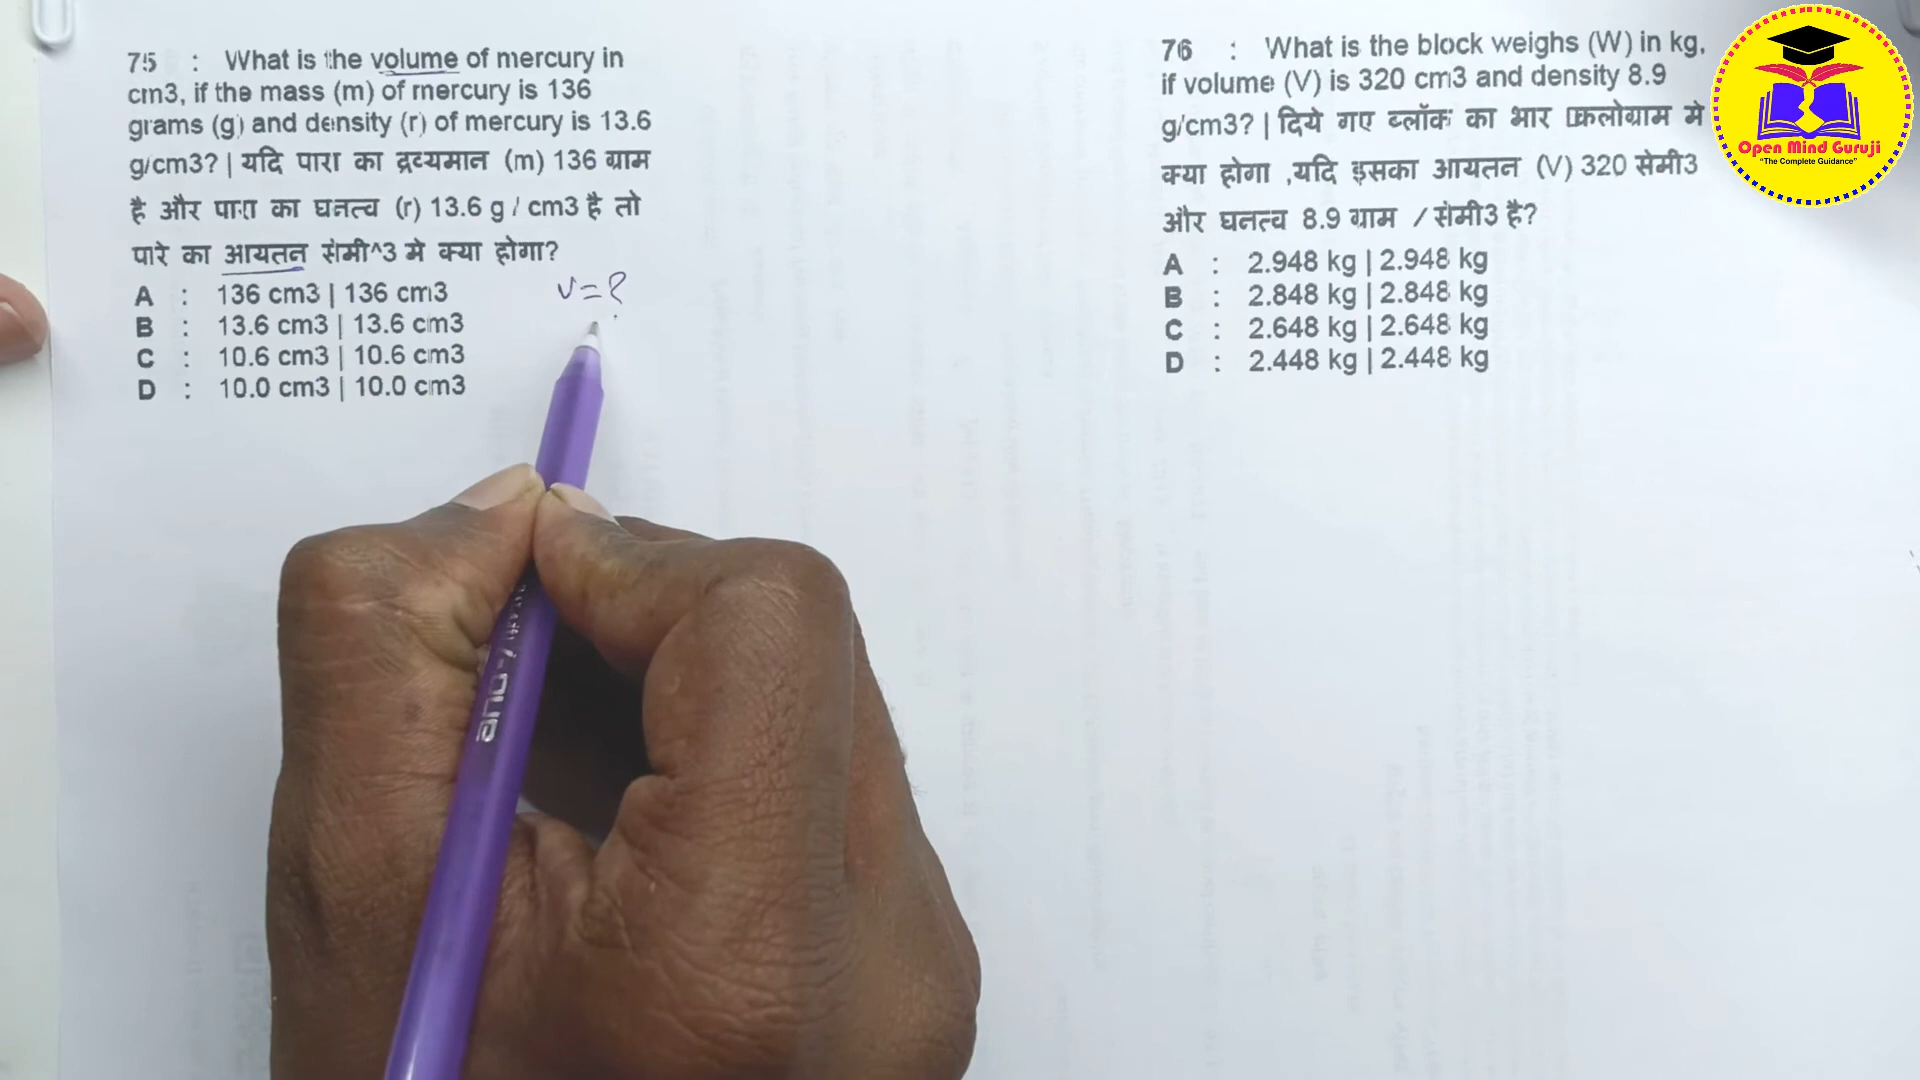 75 : What is the volume of mercury in
cm3, if the mass (m) of mercury is 136
grams (g) and density (r) of mercury is 13.6
g/cm3? | यदि पारा का द्रव्यमान (m) 136 ग्राम
है और पारा का घनत्व (r) 13.6 g / cm3 है तो
पारे का आयतन सेमी^3 मे क्या होगा?
A : 136 cm3 | 136 cm3
B : 13.6 cm3 | 13.6 cm3
C : 10.6 cm3 | 10.6 cm3
D : 10.0 cm3 | 10.0 cm3
v=?
76 : What is the block weighs (W) in kg,
if volume (V) is 320 cm3 and density 8.9
g/cm3? | दिये गए ब्लॉक का भार किलोग्राम मे
क्या होगा ,यदि इसका आयतन (V) 320 सेमी3
और घनत्व 8.9 ग्राम / सेमी3 है?
A : 2.948 kg | 2.948 kg
B : 2.848 kg | 2.848 kg
C : 2.648 kg | 2.648 kg
D : 2.448 kg | 2.448 kg
Open Mind Guruji
"The Complete Guidance"